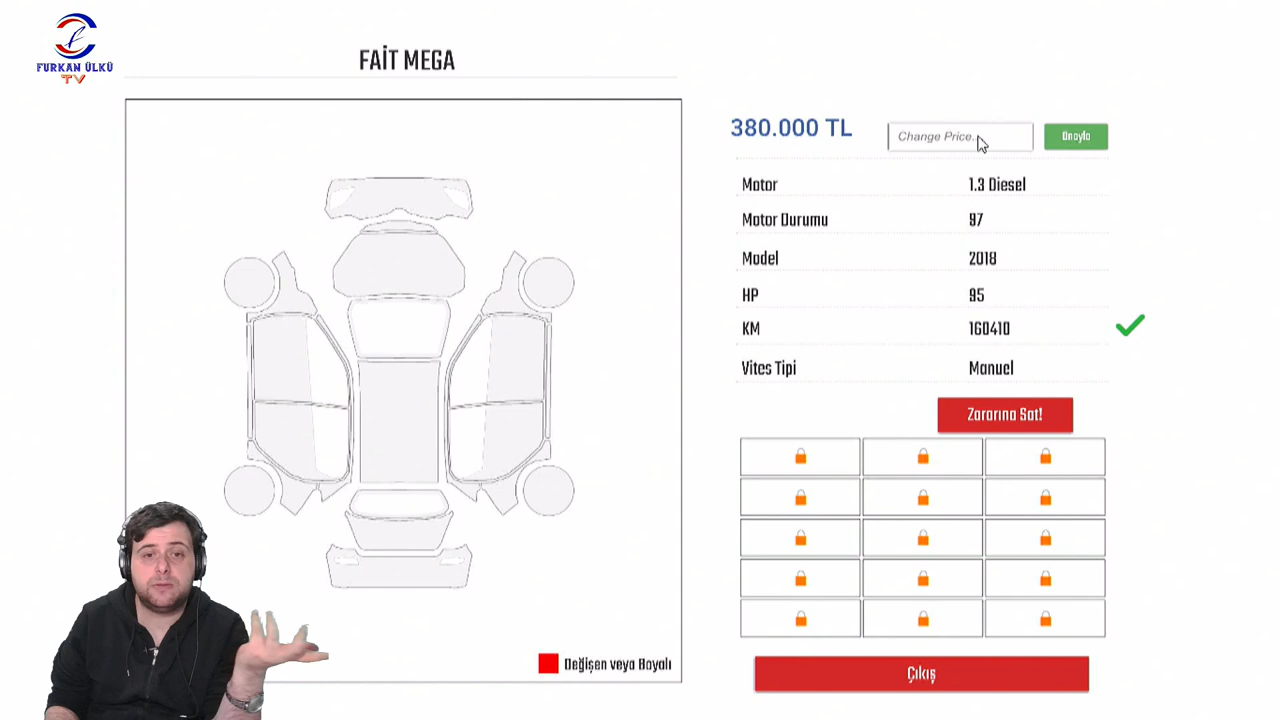 FURKAN ÜLKÜ
TV
FAİT MEGA
380.000 TL
Change Price...
Onayla
Motor 1.3 Diesel
Motor Durumu 97
Model 2018
HP 95
KM 160410
Vites Tipi Manuel
Zararına Sat!
Değişen veya Boyalı
Çıkış